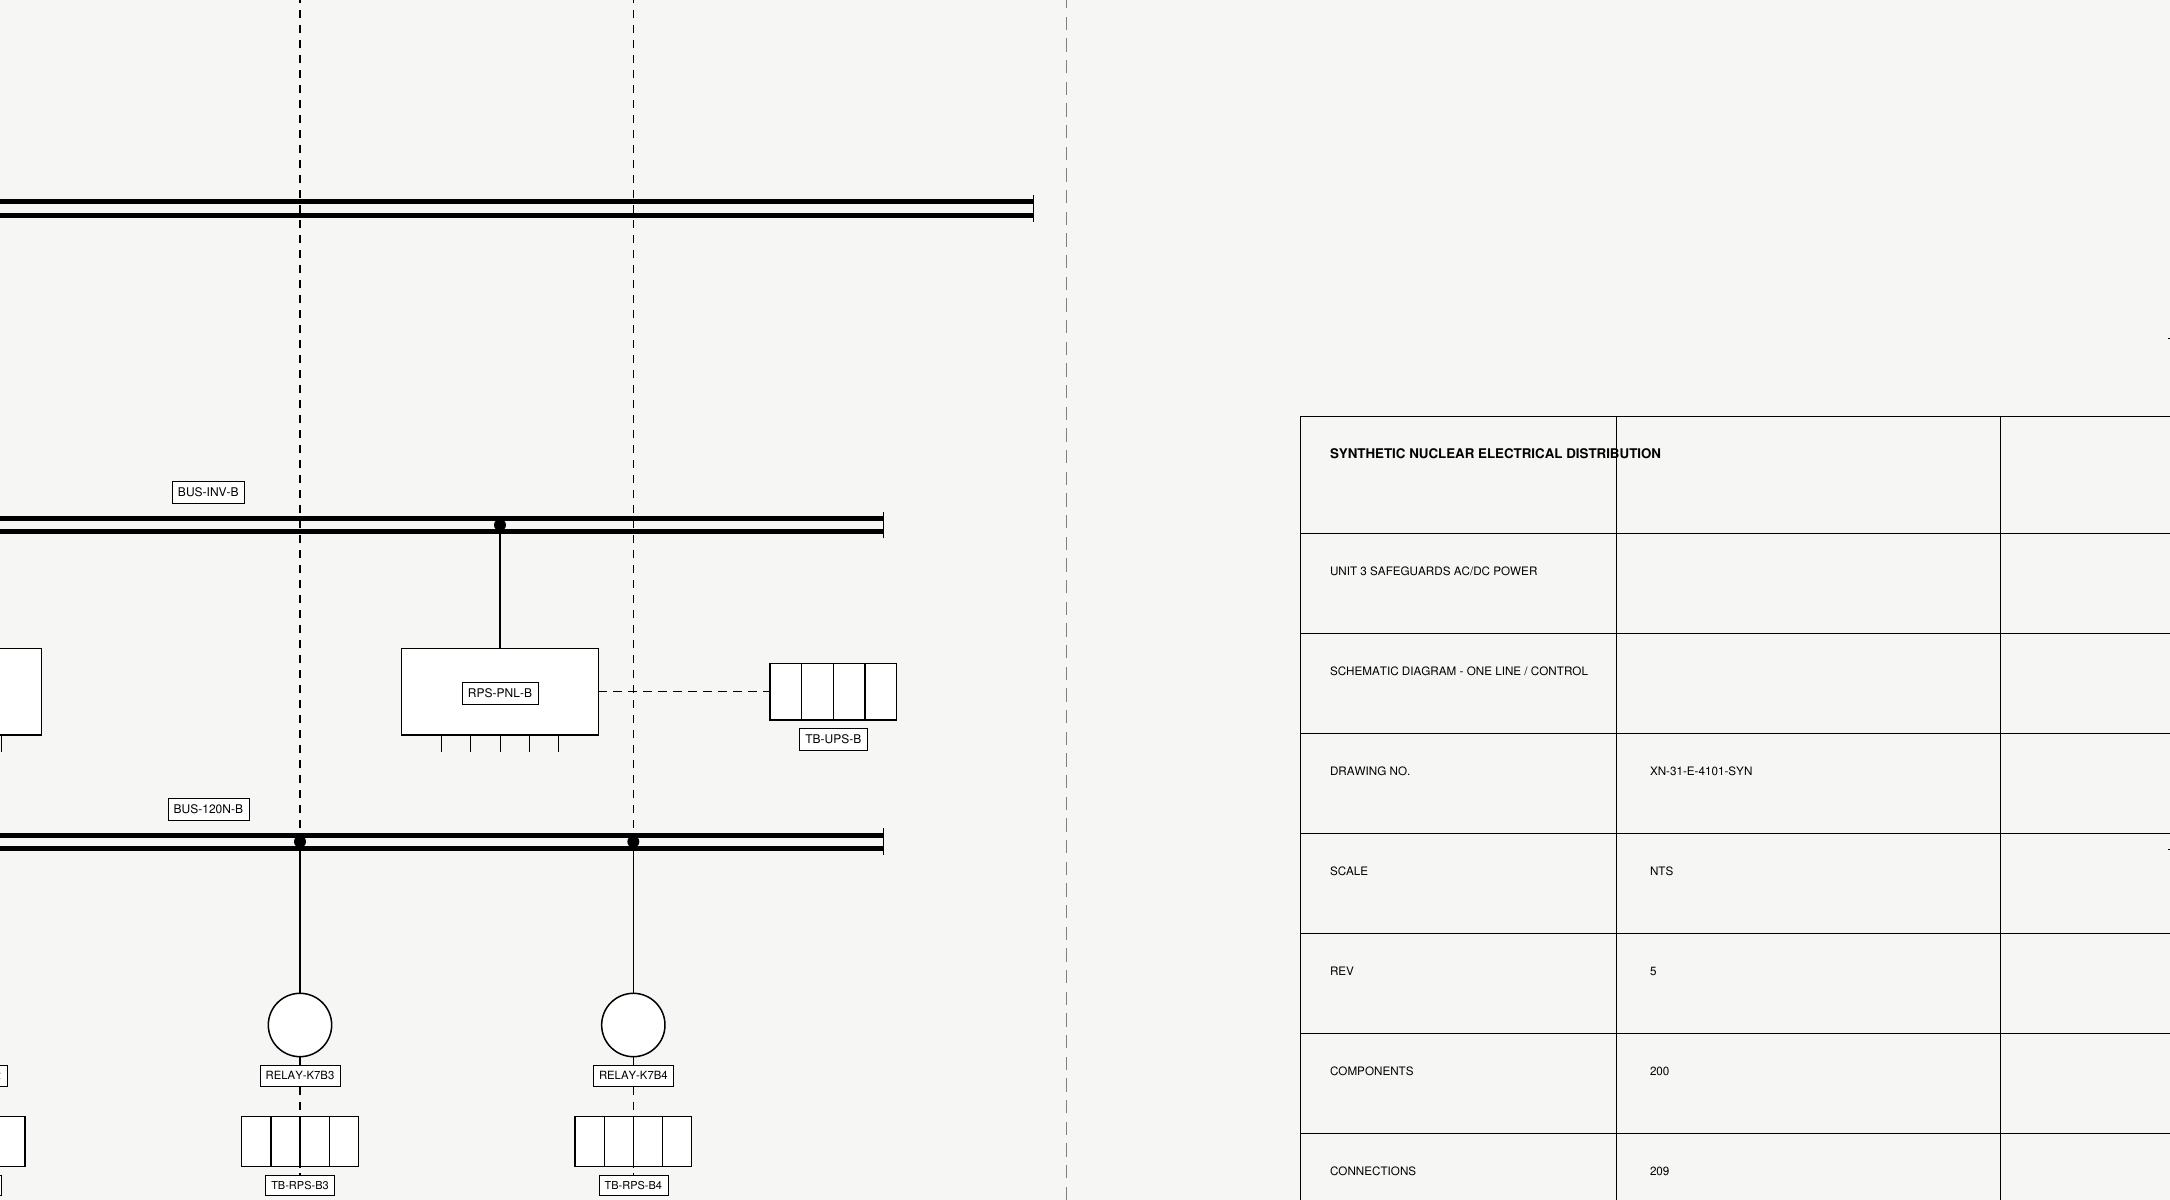 BUS-INV-B
RPS-PNL-B
TB-UPS-B
BUS-120N-B
RELAY-K7B3
RELAY-K7B4
TB-RPS-B3
TB-RPS-B4
SYNTHETIC NUCLEAR ELECTRICAL DISTRIBUTION
UNIT 3 SAFEGUARDS AC/DC POWER
SCHEMATIC DIAGRAM - ONE LINE / CONTROL
DRAWING NO. XN-31-E-4101-SYN
SCALE NTS
REV 5
COMPONENTS 200
CONNECTIONS 209